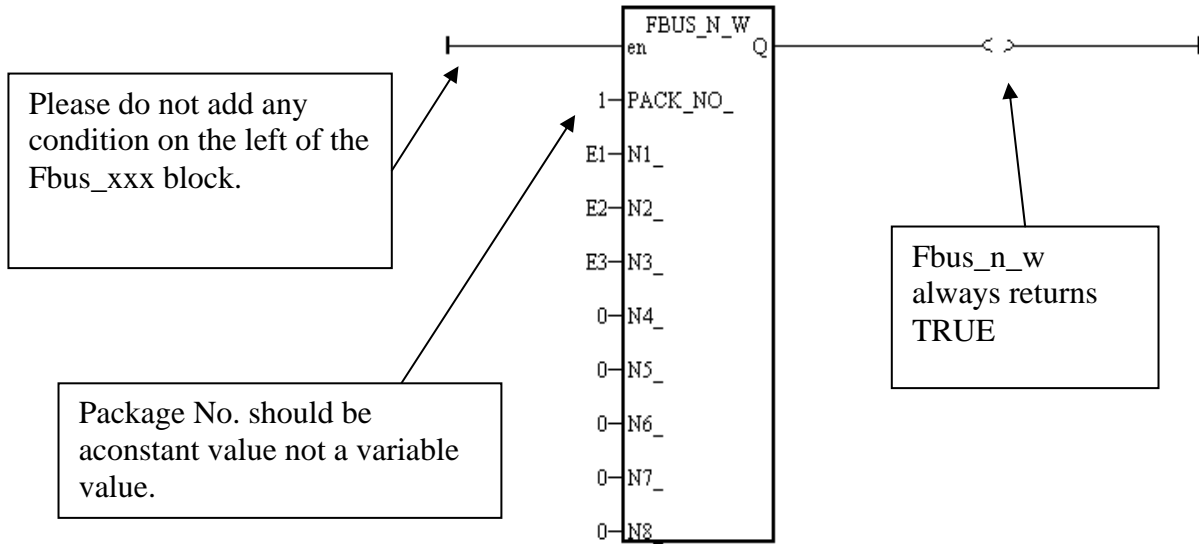 FBUS_N_W
en Q
1 PACK_NO_
E1 N1_
E2 N2_
E3 N3_
0 N4_
0 N5_
0 N6_
0 N7_
0 N8_
Please do not add any
condition on the left of the
Fbus_xxx block.
Package No. should be
aconstant value not a variable
value.
Fbus_n_w
always returns
TRUE